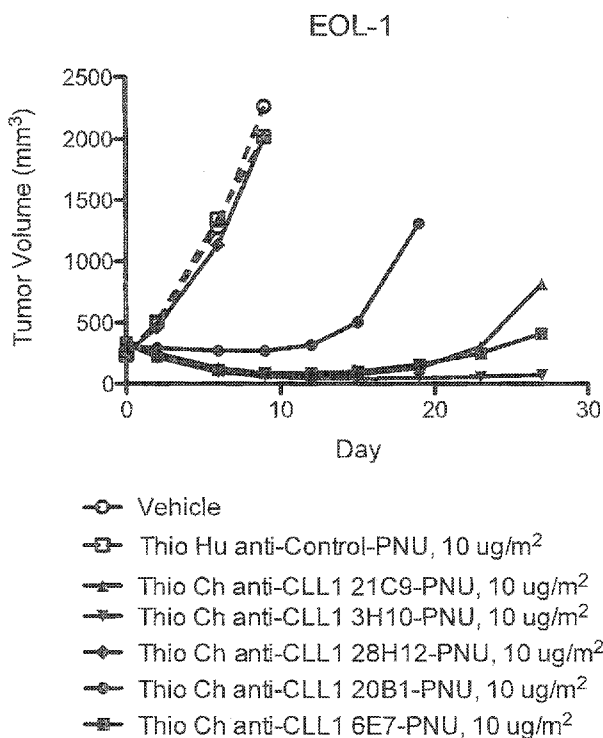 EOL-1
Tumor Volume (mm³)
2500
2000
1500
1000
500
0
0 10 20 30
Day
Vehicle
Thio Hu anti-Control-PNU, 10 ug/m²
Thio Ch anti-CLL1 21C9-PNU, 10 ug/m²
Thio Ch anti-CLL1 3H10-PNU, 10 ug/m²
Thio Ch anti-CLL1 28H12-PNU, 10 ug/m²
Thio Ch anti-CLL1 20B1-PNU, 10 ug/m²
Thio Ch anti-CLL1 6E7-PNU, 10 ug/m²